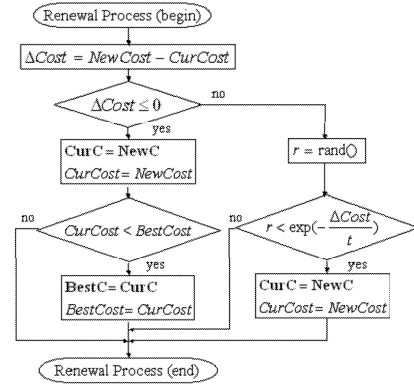 Renewal Process (begin)
ΔCost = NewCost − CurCost
ΔCost ≤ 0
no
yes
CurC = NewC
CurCost= NewCost
r = rand()
no
CurCost < BestCost
no
r < exp(−ΔCost/t)
yes
BestC= CurC
BestCost= CurCost
yes
CurC = NewC
CurCost= NewCost
Renewal Process (end)